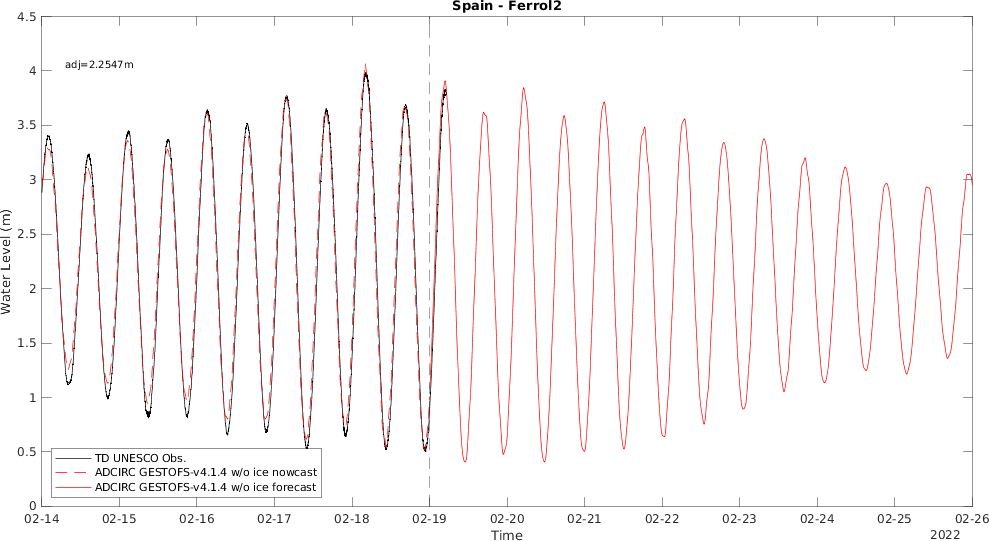 Spain - Ferrol2
adj=2.2547m
Water Level (m)
4.5
4
3.5
3
2.5
2
1.5
1
0.5
0
TD UNESCO Obs.
ADCIRC GESTOFS-v4.1.4 w/o ice nowcast
ADCIRC GESTOFS-v4.1.4 w/o ice forecast
02-14 02-15 02-16 02-17 02-18 02-19 02-20 02-21 02-22 02-23 02-24 02-25 02-26
Time
2022